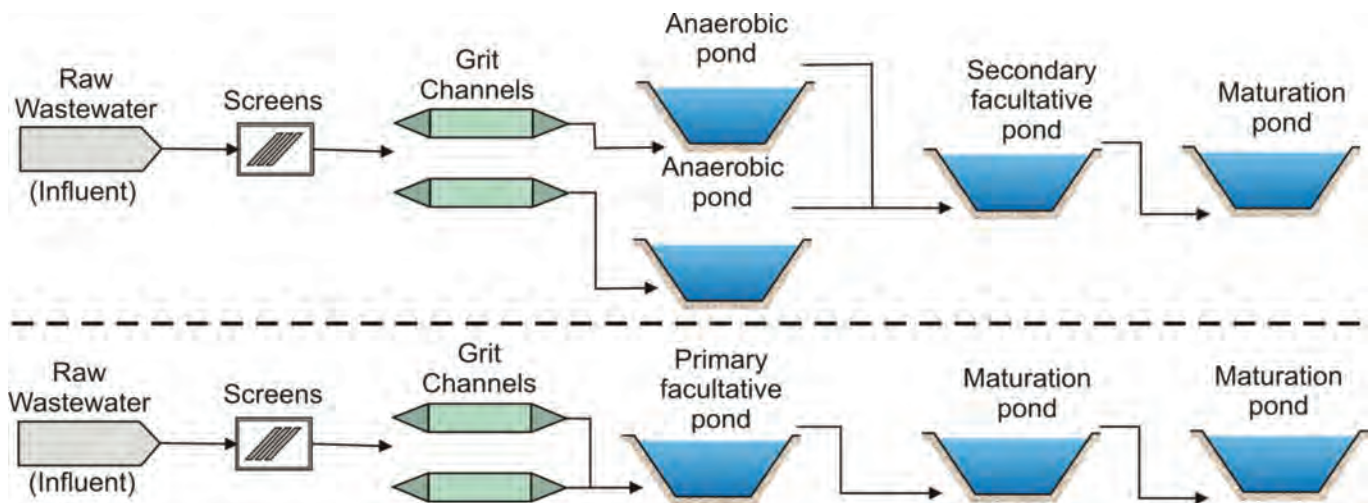 Raw
Wastewater
(Influent)
Screens
Grit
Channels
Anaerobic
pond
Anaerobic
pond
Secondary
facultative
pond
Maturation
pond
Raw
Wastewater
(Influent)
Screens
Grit
Channels
Primary
facultative
pond
Maturation
pond
Maturation
pond